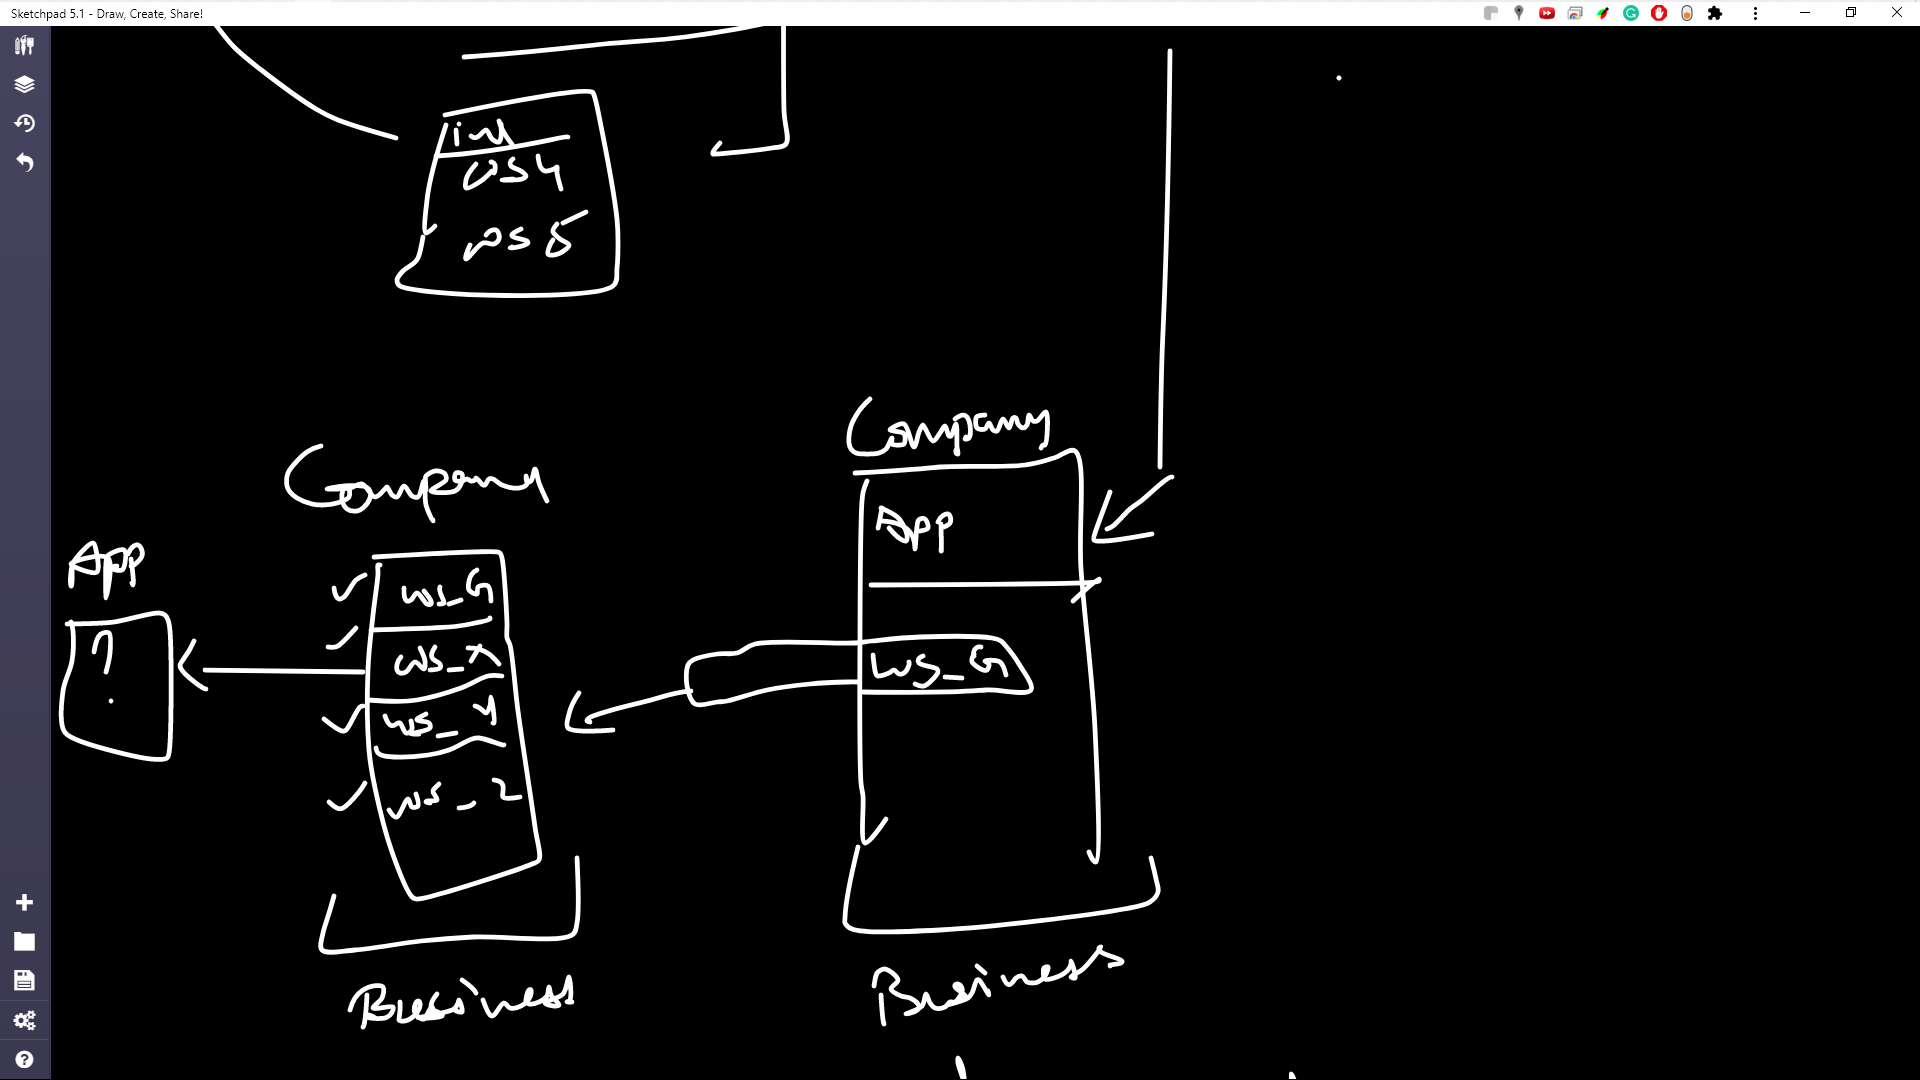 Sketchpad 5.1 - Draw, Create, Share!
WS4
WS5
Company
App
WS_G
Business
Company
WS_G
WS_X
WS_Y
WS_Z
Business
App
?